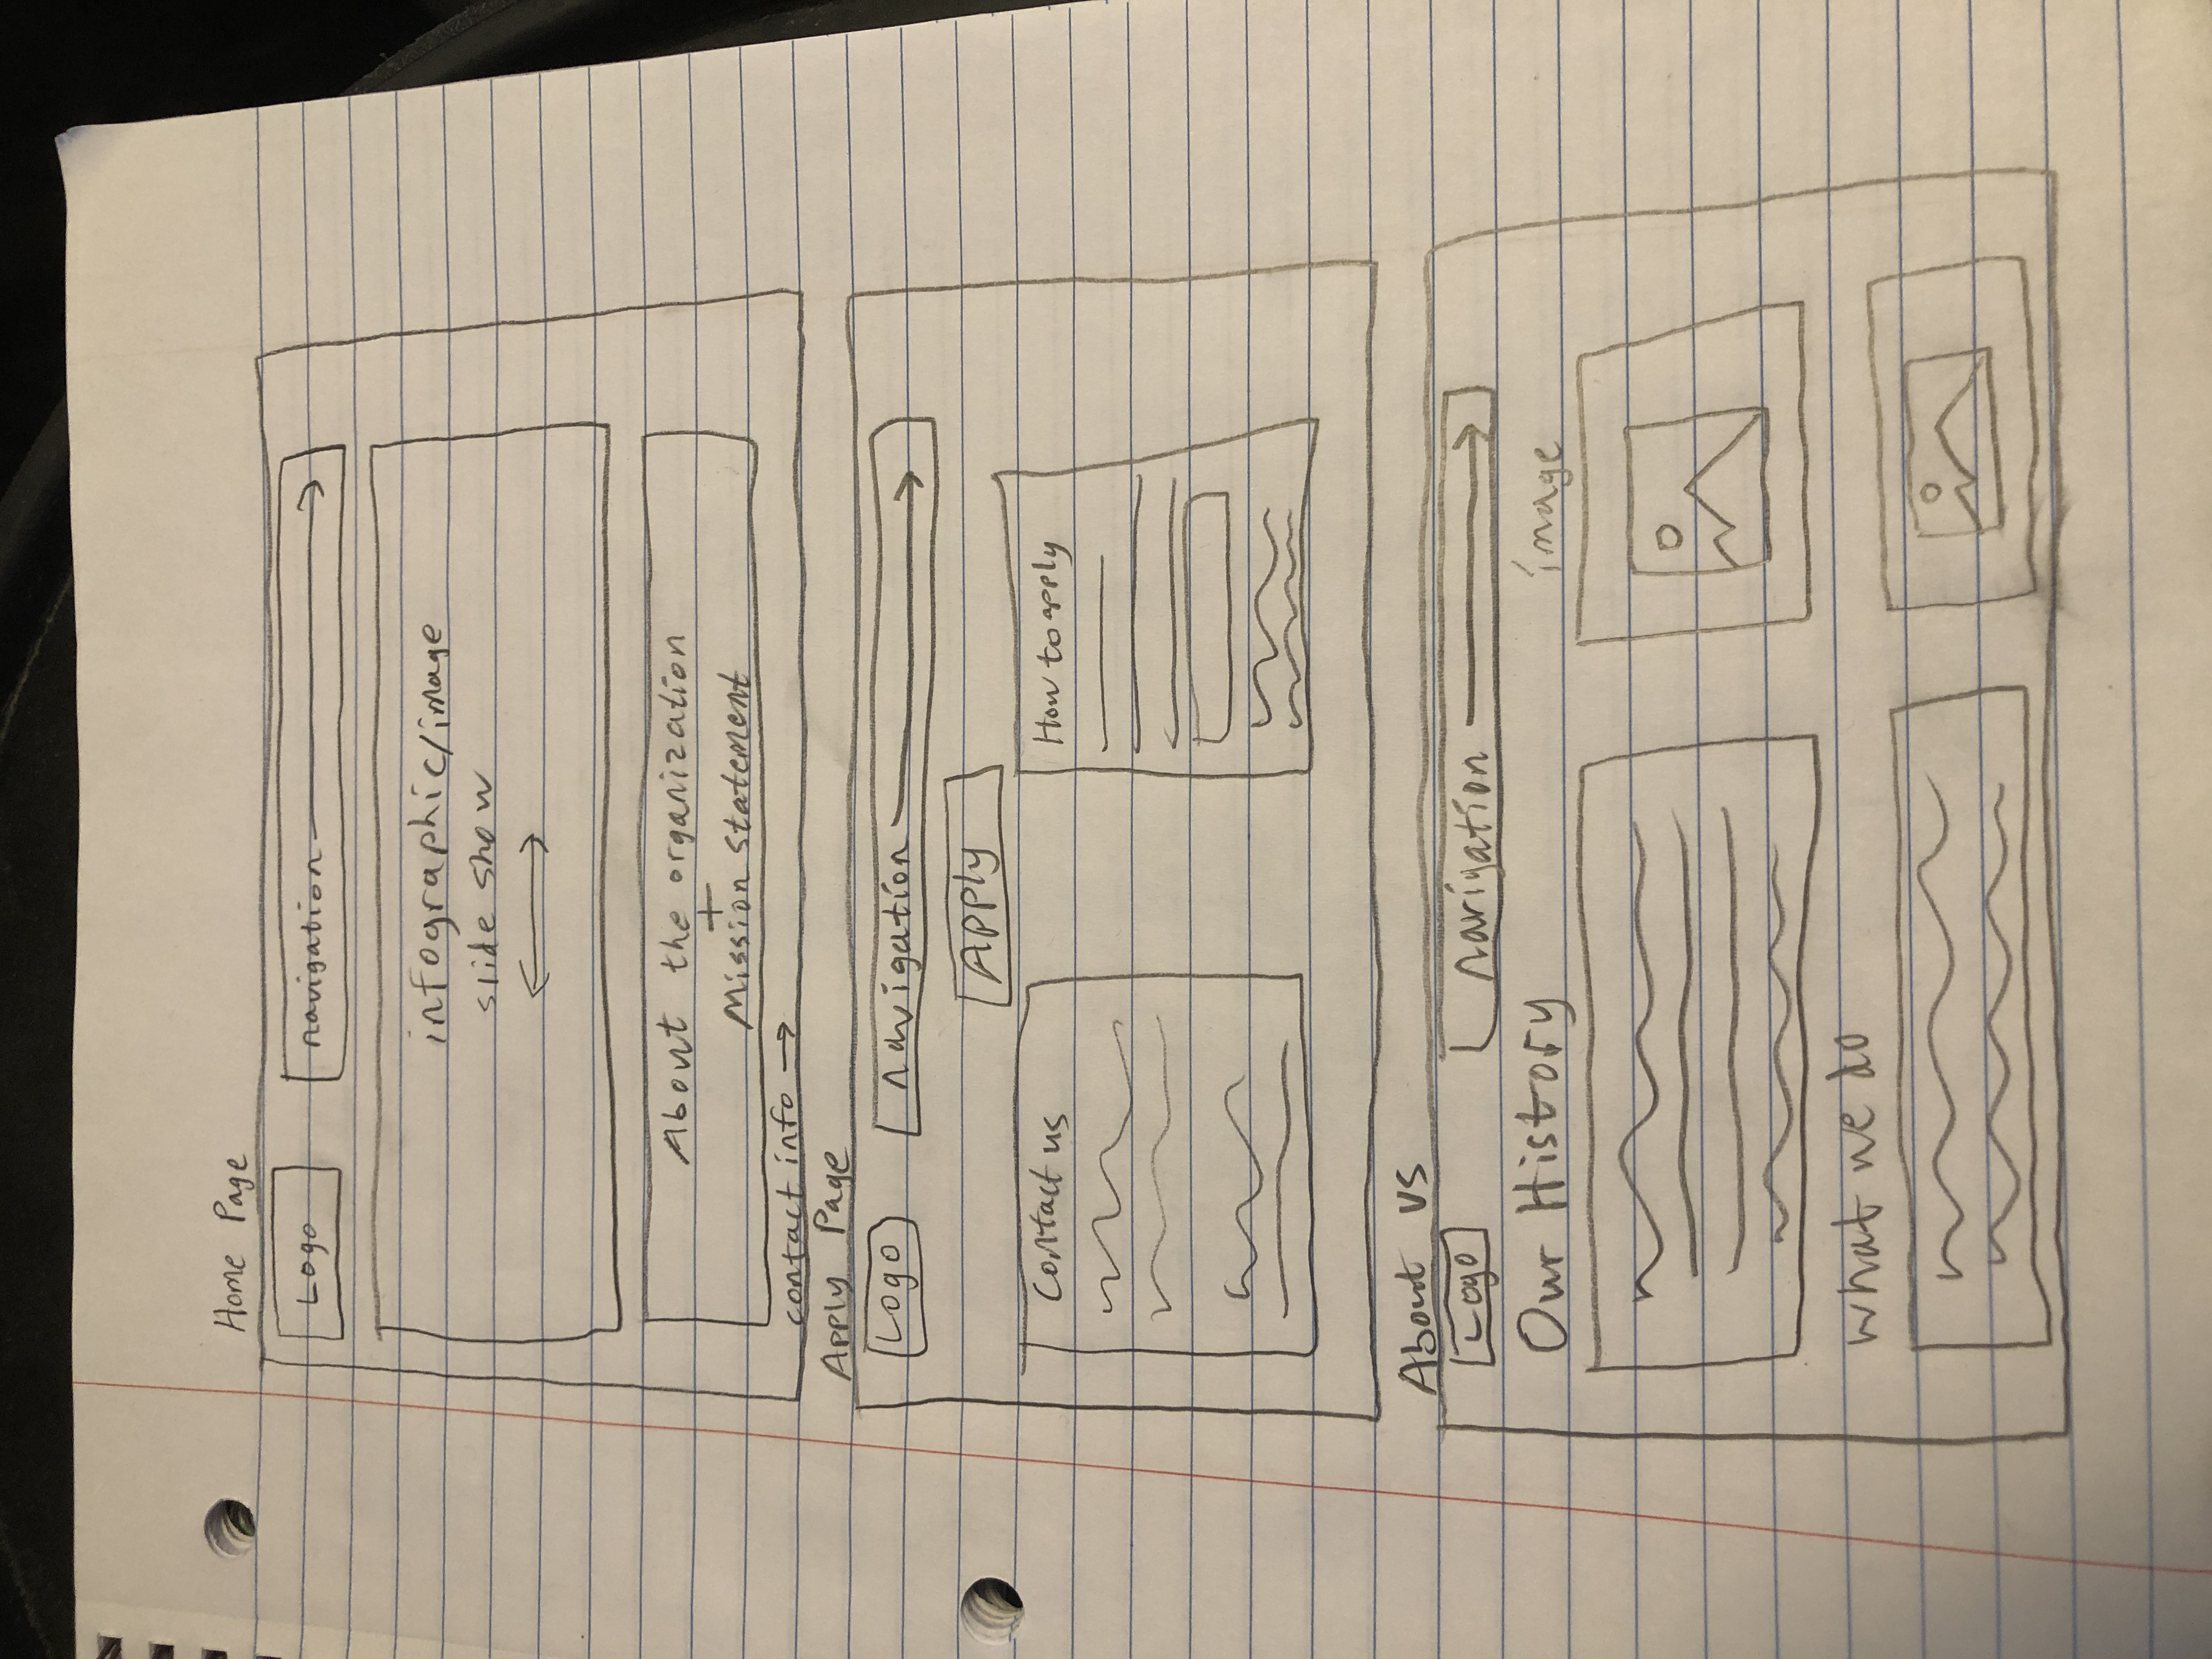 Home Page
Logo
navigation
infographic/image
slide show
About the organization
+
Mission statement
contact info →
Apply Page
Logo
navigation
Apply
Contact us
How to apply
About US
Logo
Navigation
Our History
image
what we do